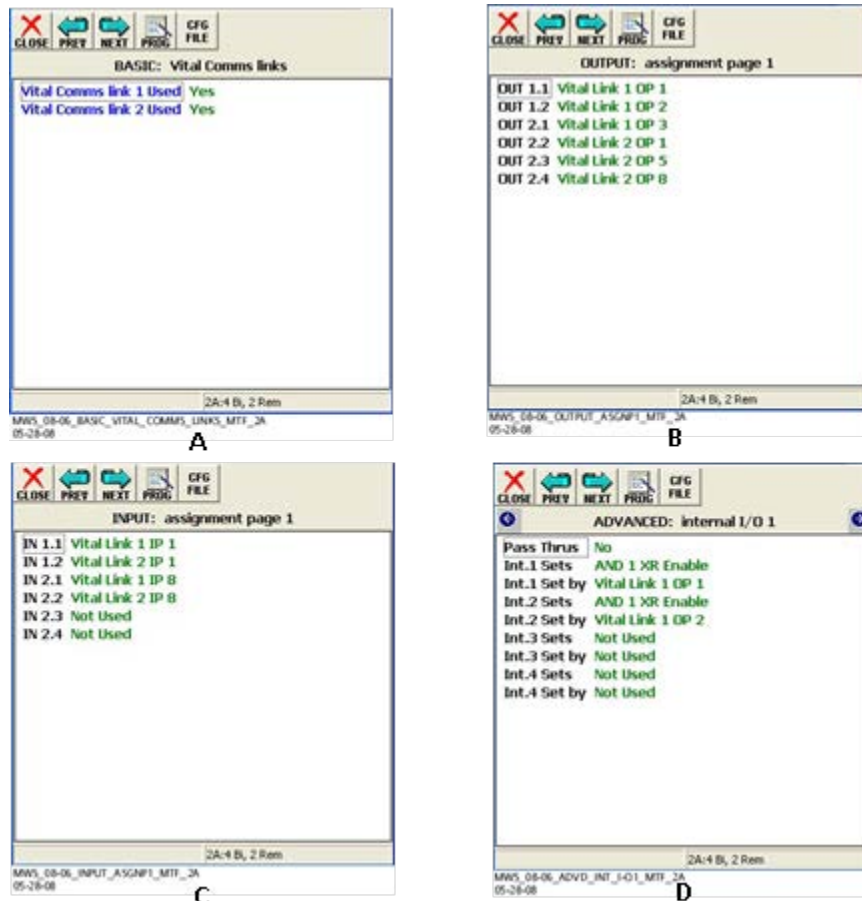 CLOSE PREV NEXT PROG CFG FILE
BASIC: Vital Comms links
Vital Comms link 1 Used Yes
Vital Comms link 2 Used Yes
2A:4 Bi, 2 Rem
MW5_08-06_BASIC_VITAL_COMMS_LINKS_MTF_2A
05-28-08
A
CLOSE PREV NEXT PROG CFG FILE
OUTPUT: assignment page 1
OUT 1.1 Vital Link 1 OP 1
OUT 1.2 Vital Link 1 OP 2
OUT 2.1 Vital Link 1 OP 3
OUT 2.2 Vital Link 2 OP 1
OUT 2.3 Vital Link 2 OP 5
OUT 2.4 Vital Link 2 OP 8
2A:4 Bi, 2 Rem
MW5_08-06_OUTPUT_ASGNP1_MTF_2A
05-28-08
B
CLOSE PREV NEXT PROG CFG FILE
INPUT: assignment page 1
IN 1.1 Vital Link 1 IP 1
IN 1.2 Vital Link 2 IP 1
IN 2.1 Vital Link 1 IP 8
IN 2.2 Vital Link 2 IP 8
IN 2.3 Not Used
IN 2.4 Not Used
2A:4 Bi, 2 Rem
MW5_08-06_INPUT_ASGNP1_MTF_2A
05-28-08
C
CLOSE PREV NEXT PROG CFG FILE
ADVANCED: internal I/O 1
Pass Thrus No
Int.1 Sets AND 1 XR Enable
Int.1 Set by Vital Link 1 OP 1
Int.2 Sets AND 1 XR Enable
Int.2 Set by Vital Link 1 OP 2
Int.3 Sets Not Used
Int.3 Set by Not Used
Int.4 Sets Not Used
Int.4 Set by Not Used
2A:4 Bi, 2 Rem
MW5_08-06_ADVD_INT_I-O1_MTF_2A
05-28-08
D